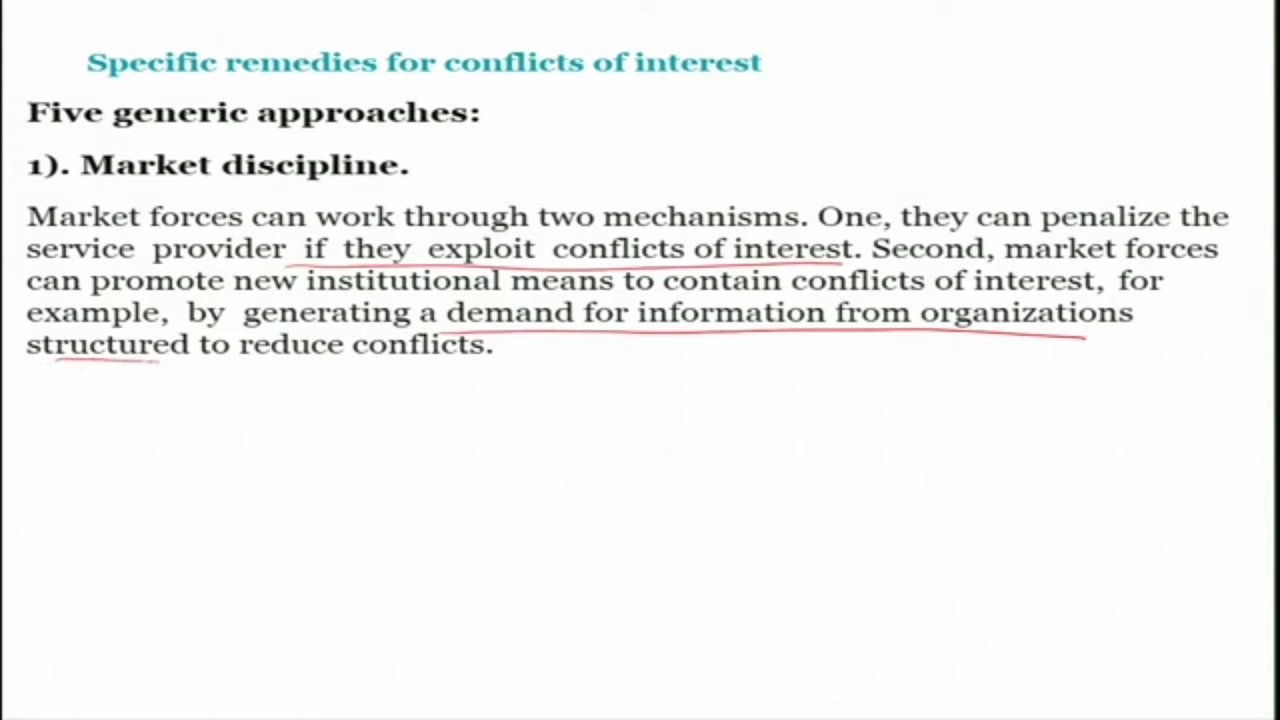 Specific remedies for conflicts of interest
Five generic approaches:
1). Market discipline.
Market forces can work through two mechanisms. One, they can penalize the
service provider if they exploit conflicts of interest. Second, market forces
can promote new institutional means to contain conflicts of interest, for
example, by generating a demand for information from organizations
structured to reduce conflicts.